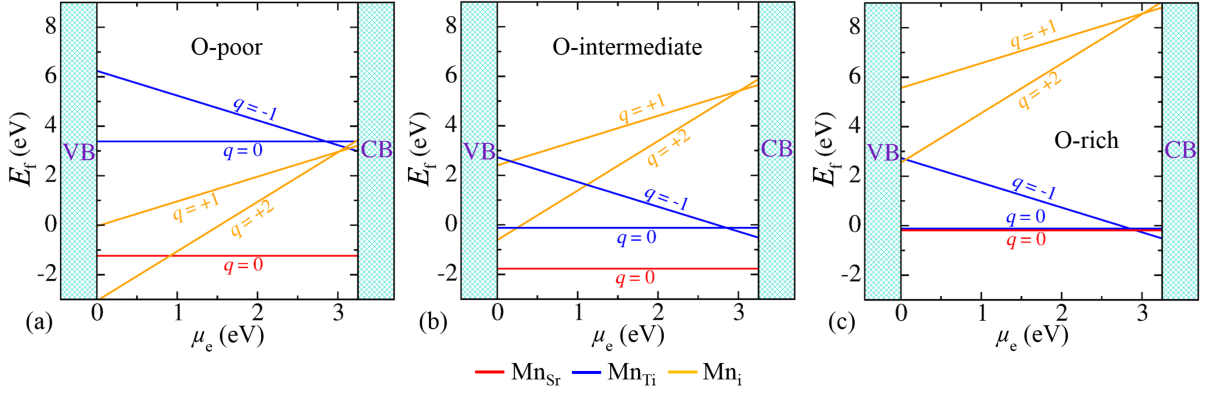 O-poor
8
6
4
2
0
-2
E_f (eV)
VB
CB
q = -1
q = 0
q = +1
q = +2
q = 0
0 1 2 3
(a)
μ_e (eV)
O-intermediate
8
6
4
2
0
-2
E_f (eV)
VB
CB
q = +1
q = +2
q = -1
q = 0
q = 0
0 1 2 3
(b)
μ_e (eV)
8
6
4
2
0
-2
E_f (eV)
q = +1
q = +2
VB
O-rich
CB
q = -1
q = 0
q = 0
0 1 2 3
(c)
μ_e (eV)
Mn_Sr Mn_Ti Mn_i